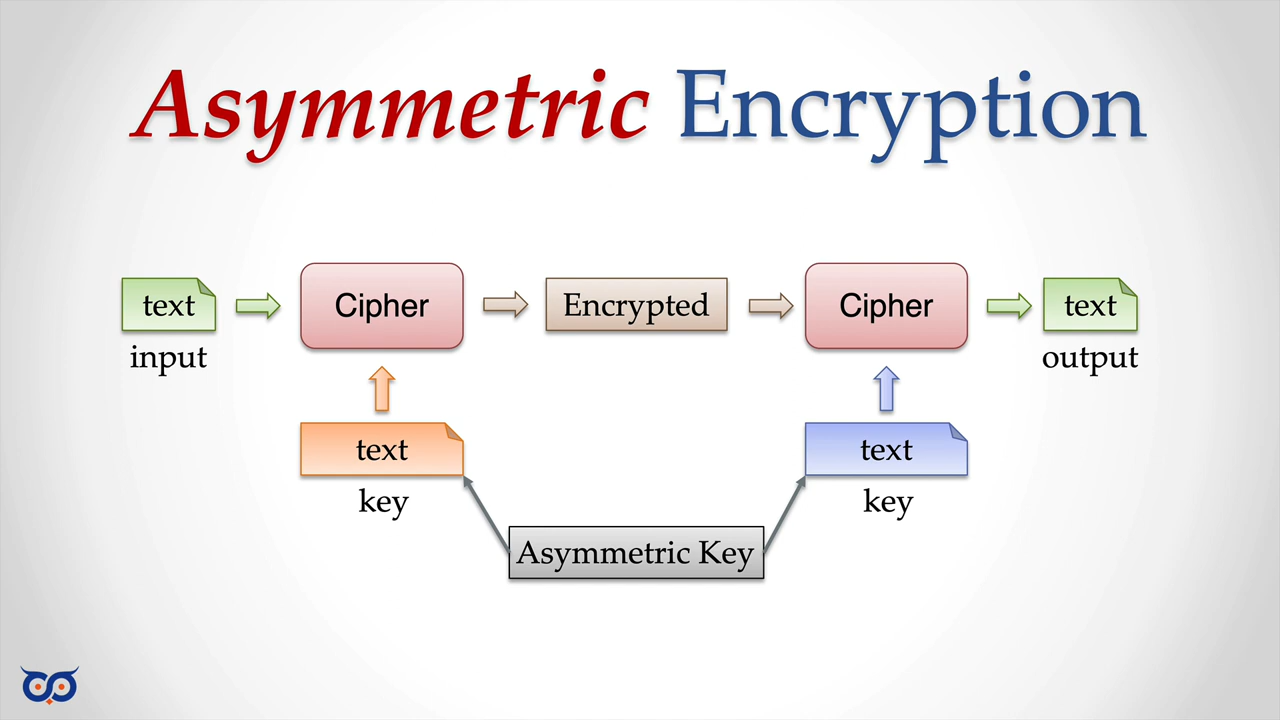 Asymmetric Encryption
text
Cipher
Encrypted
Cipher
text
input
output
text
text
key
key
Asymmetric Key